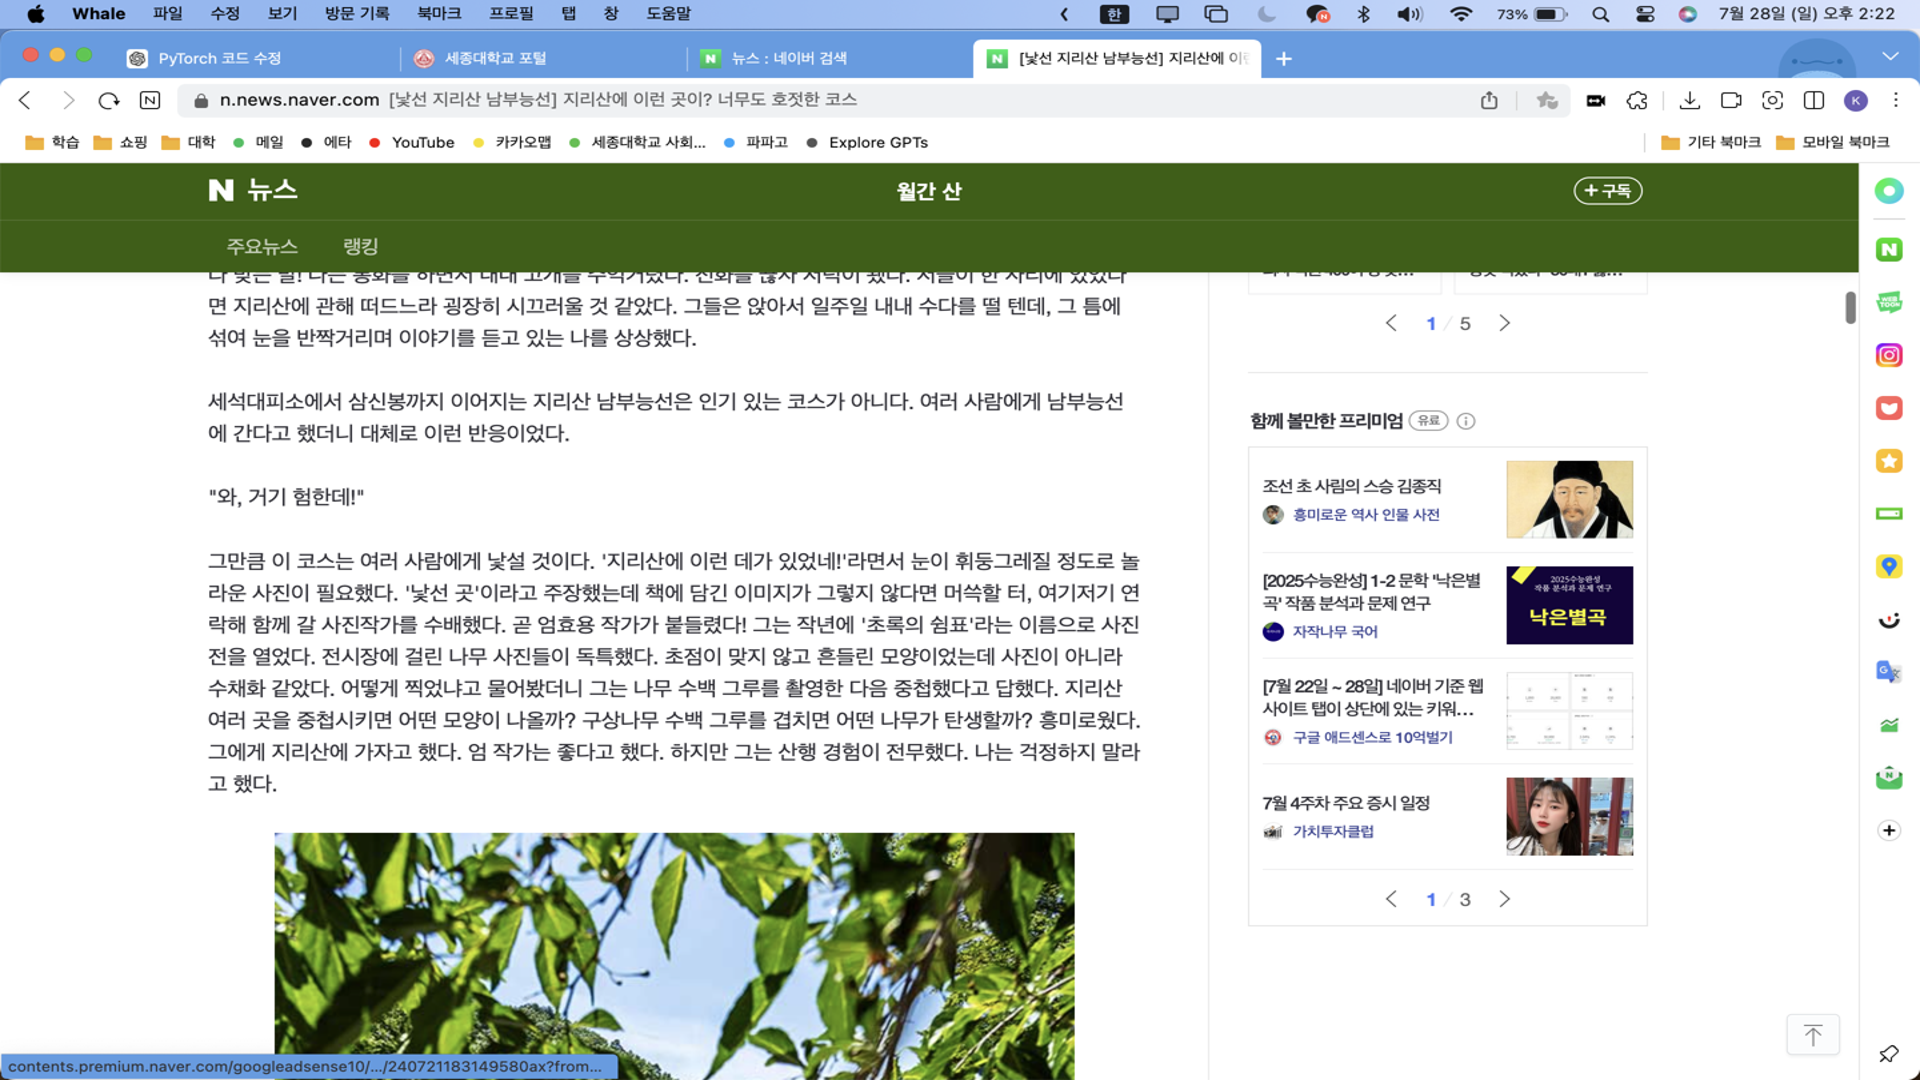 Whale 파일 수정 보기 방문 기록 북마크 프로필 탭 창 도움말 한 73% 7월 28일 (일) 오후 2:22
PyTorch 코드 수정 세종대학교 포털 뉴스 : 네이버 검색 [낯선 지리산 남부능선] 지리산에 이런
n.news.naver.com [낯선 지리산 남부능선] 지리산에 이런 곳이? 너무도 호젓한 코스 K
학습 쇼핑 대학 메일 에타 YouTube 카카오맵 세종대학교 사회... 파파고 Explore GPTs 기타 북마크 모바일 북마크
N 뉴스 월간 산 +구독
주요뉴스 랭킹
면 지리산에 관해 떠드느라 굉장히 시끄러울 것 같았다. 그들은 앉아서 일주일 내내 수다를 떨 텐데, 그 틈에
섞여 눈을 반짝거리며 이야기를 듣고 있는 나를 상상했다.
세석대피소에서 삼신봉까지 이어지는 지리산 남부능선은 인기 있는 코스가 아니다. 여러 사람에게 남부능선
에 간다고 했더니 대체로 이런 반응이었다.
"와, 거기 험한데!"
그만큼 이 코스는 여러 사람에게 낯설 것이다. '지리산에 이런 데가 있었네!'라면서 눈이 휘둥그레질 정도로 놀
라운 사진이 필요했다. '낯선 곳'이라고 주장했는데 책에 담긴 이미지가 그렇지 않다면 머쓱할 터, 여기저기 연
락해 함께 갈 사진작가를 수배했다. 곧 엄효용 작가가 붙들렸다! 그는 작년에 '초록의 쉼표'라는 이름으로 사진
전을 열었다. 전시장에 걸린 나무 사진들이 독특했다. 초점이 맞지 않고 흔들린 모양이었는데 사진이 아니라
수채화 같았다. 어떻게 찍었냐고 물어봤더니 그는 나무 수백 그루를 촬영한 다음 중첩했다고 답했다. 지리산
여러 곳을 중첩시키면 어떤 모양이 나올까? 구상나무 수백 그루를 겹치면 어떤 나무가 탄생할까? 흥미로웠다.
그에게 지리산에 가자고 했다. 엄 작가는 좋다고 했다. 하지만 그는 산행 경험이 전무했다. 나는 걱정하지 말라
고 했다.
1 / 5
함께 볼만한 프리미엄 유료
조선 초 사림의 스승 김종직
흥미로운 역사 인물 사전
[2025수능완성] 1-2 문학 '낙은별
곡' 작품 분석과 문제 연구
자작나무 국어
2025수능완성
작품 분석과 문제 연구
낙은별곡
[7월 22일 ~ 28일] 네이버 기준 웹
사이트 탭이 상단에 있는 키워...
구글 애드센스로 10억벌기
7월 4주차 주요 증시 일정
가치투자클럽
1 / 3
WEB
TOON
contents.premium.naver.com/googleadsense10/.../240721183149580ax?from...